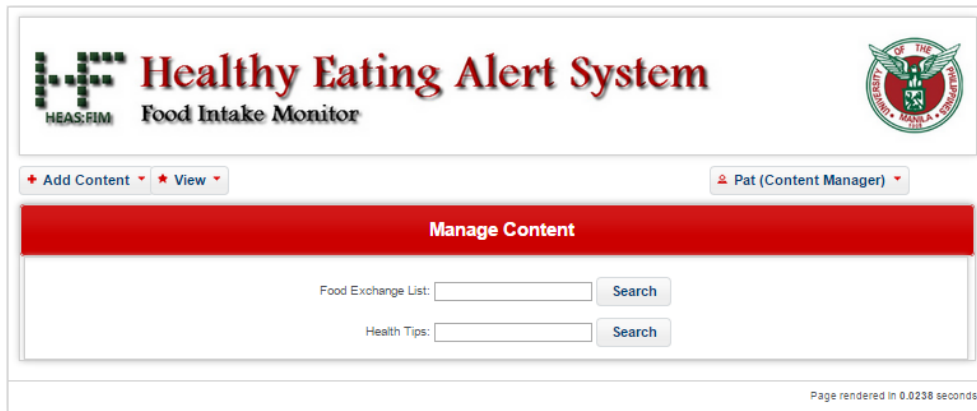 HEAS:FIM
Healthy Eating Alert System
Food Intake Monitor
UNIVERSITY OF THE PHILIPPINES
MANILA
1908
Add Content View Pat (Content Manager)
Manage Content
Food Exchange List: Search
Health Tips: Search
Page rendered in 0.0238 seconds